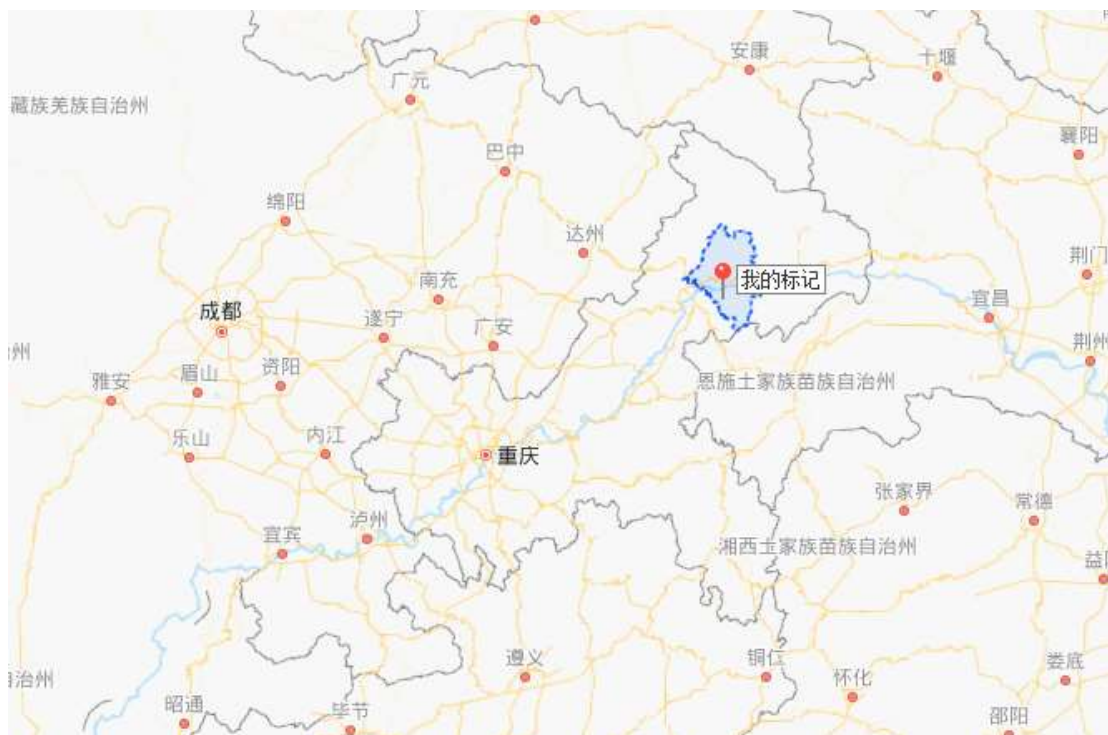 安康
十堰
广元
藏族羌族自治州
襄阳
巴中
绵阳
达州
荆门
南充
我的标记
宜昌
成都
遂宁
广安
荆州
州
资阳
眉山
雅安
恩施土家族苗族自治州
乐山
内江
重庆
张家界
常德
泸州
宜宾
湘西土家族苗族自治州
益阳
遵义
铜仁
怀化
娄底
自治州
昭通
毕节
邵阳